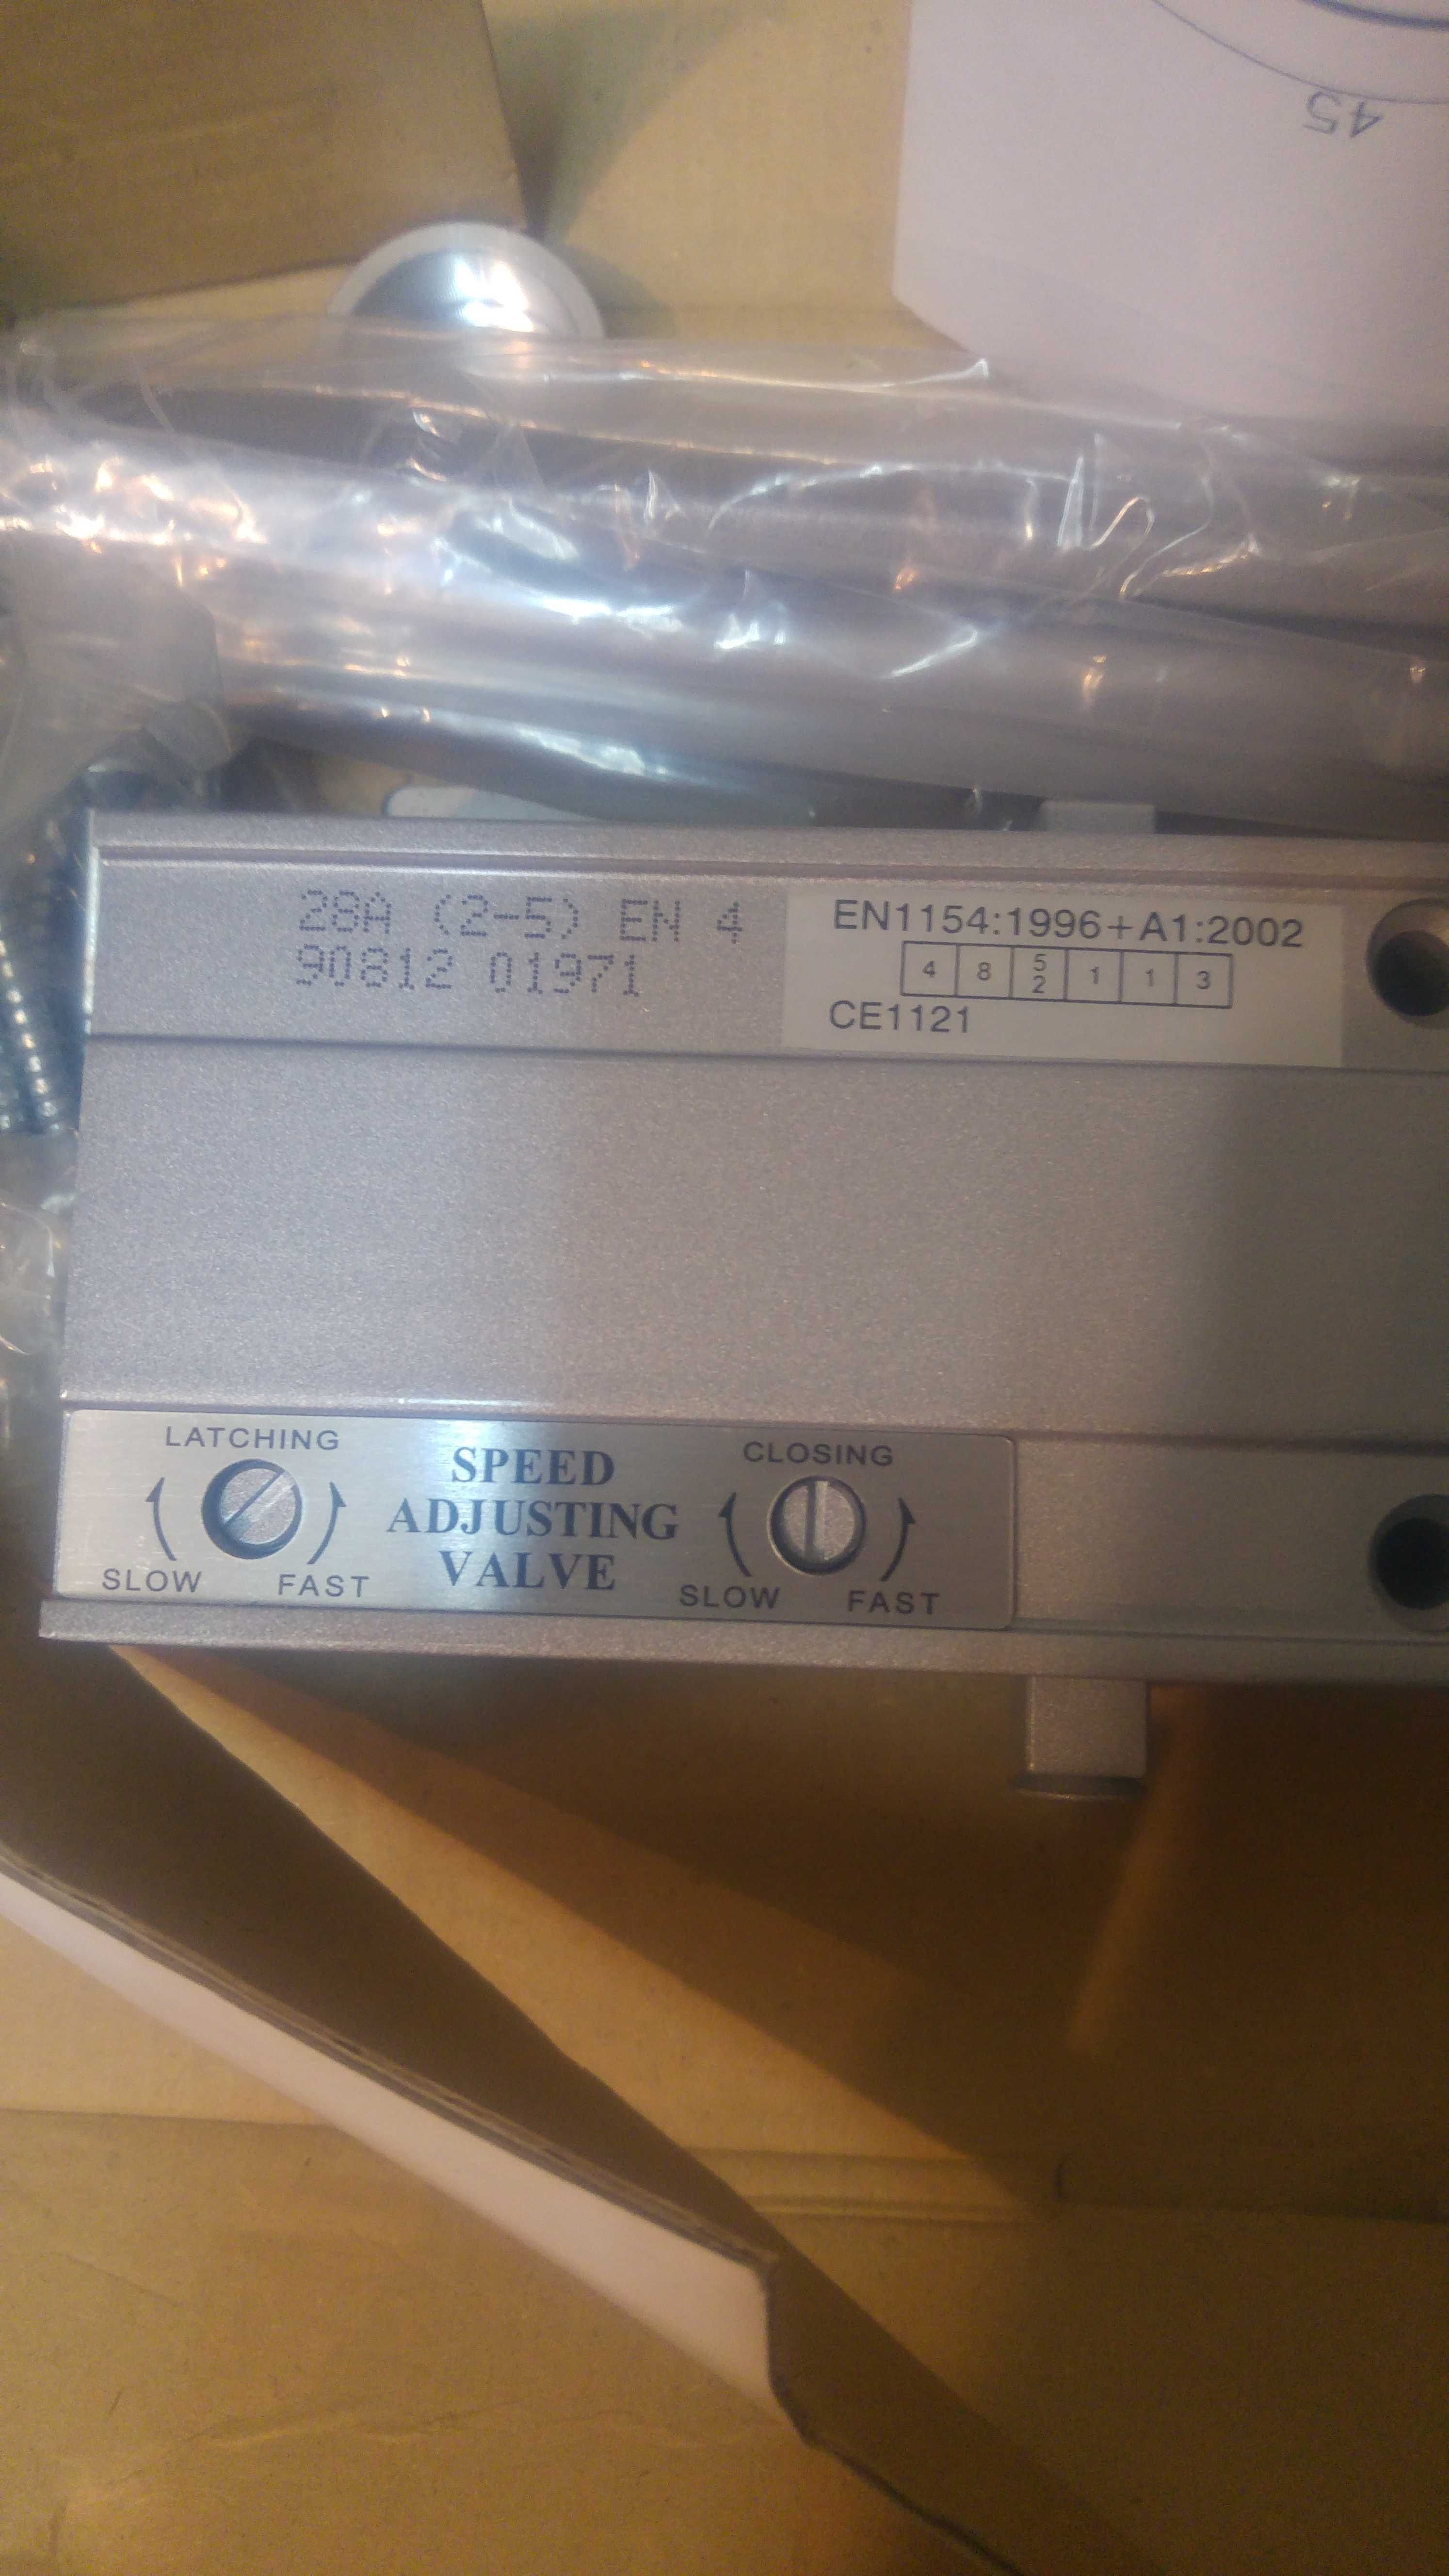 45
28A (2-5) EN 4
90812 01971
EN1154:1996+A1:2002
4 8 5 2 1 1 3
CE1121
LATCHING
SLOW FAST
SPEED
ADJUSTING
VALVE
CLOSING
SLOW FAST